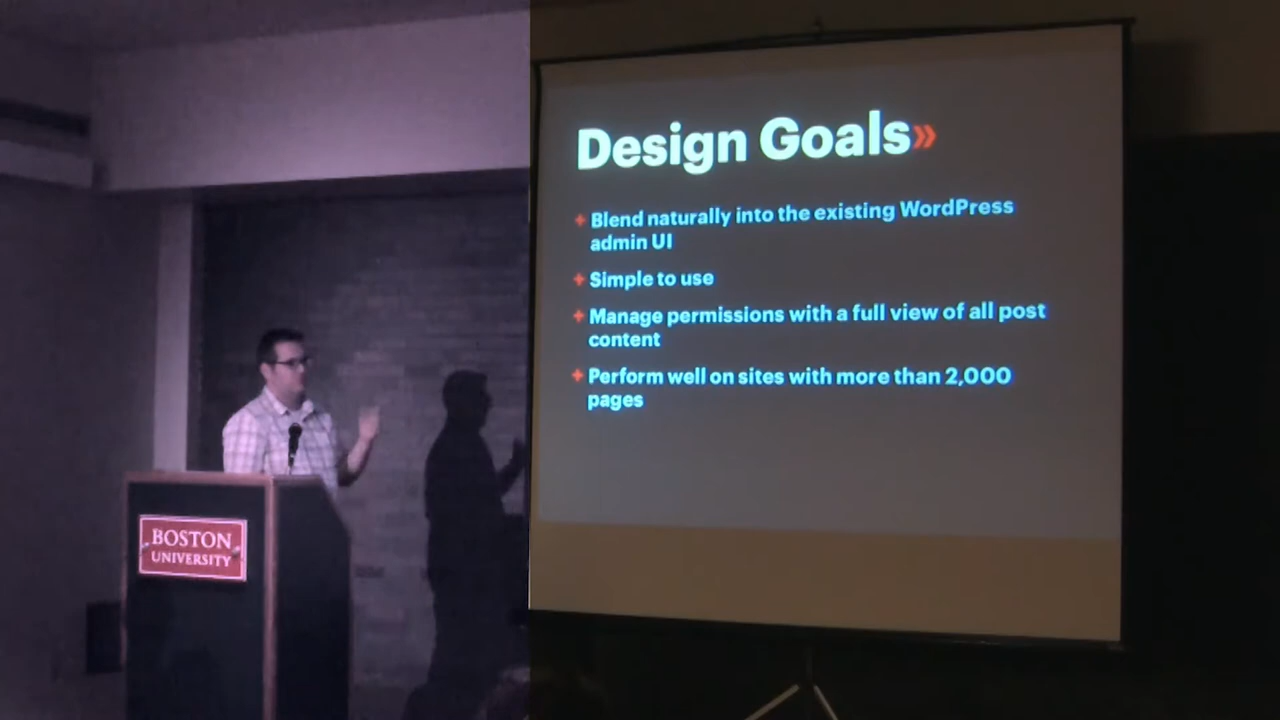 Design Goals»
+ Blend naturally into the existing WordPress
admin UI
+ Simple to use
+ Manage permissions with a full view of all post
content
+ Perform well on sites with more than 2,000
pages
BOSTON
UNIVERSITY